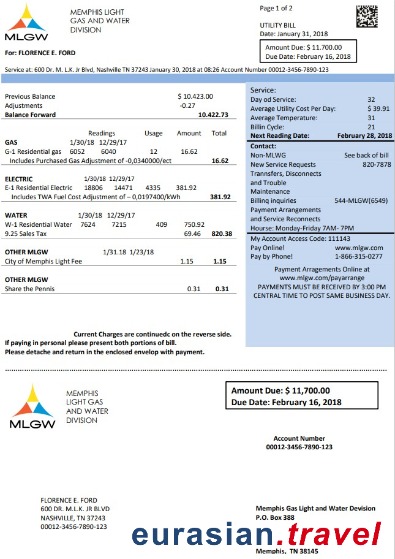 MLGW
MEMPHIS LIGHT
GAS AND WATER
DIVISION
Page 1 of 2
UTILITY BILL
Date: January 31, 2018
Amount Due: $ 11,700.00
Due Date: February 16, 2018
For: FLORENCE E. FORD
Service at: 600 Dr. M.L.K. Jr Blvd, Nashville TN 37243 January 30, 2018 at 08:26 Account Number 00012-3456-7890-123
Previous Balance $ 10.423.00
Adjustments -0.27
Balance Forward 10.422.73
Readings Usage Amount Total
GAS 1/30/18 12/29/17
G-1 Residental gas 6052 6040 12 16.62
Includes Purchased Gas Adjustment of -0,0340000/ect 16.62
ELECTRIC 1/30/18 12/29/17
E-1 Residental Electric 18806 14471 4335 381.92
Includes TWA Fuel Cost Adjustment of – 0,0197400/kWh 381.92
WATER 1/30/18 12/29/17
W-1 Residental Water 7624 7215 409 750.92
9.25 Sales Tax 69.46 820.38
OTHER MLGW 1/31.18 1/23/18
City of Memphis Light Fee 1.15 1.15
OTHER MLGW
Share the Pennis 0.31 0.31
Service:
Day od Service: 32
Average Utility Cost Per Day: $ 39.91
Average Temperature: 31
Billin Cycle: 21
Next Reading Date: February 28, 2018
Contact:
Non-MLWG See back of bill
New Service Requests 820-7878
Tranrsfers, Disconnects
and Trouble
Maintenance
Billing inquiries 544-MLGW(6549)
Payment Arrangements
and Service Reconnects
Hourse: Monday-Friday 7AM- 7PM
My Account Access Code: 111143
Pay Onlinel www.mlgw.com
Pay by Phone! 1-866-315-0277
Payment Arragements Online at
www.mlgw.com/payarrange
PAYMENTS MUST BE RECEIVED BY 3:00 PM
CENTRAL TIME TO POST SAME BUSINESS DAY.
Current Charges are continuedc on the reverse side.
If paying in personal please present both portions of bill.
Please detache and return in the enclosed envelop with payment.
MLGW
MEMPHIS
LIGHT GAS
AND WATER
DIVISION
Amount Due: $ 11,700.00
Due Date: February 16, 2018
Account Number
00012-3456-7890-123
FLORENCE E. FORD
600 DR. M.L.K. JR BLVD
NASHVILLE, TN 37243
00012-3456-7890-123
Memphis Gas Light and Water Devision
P.O. Box 388
eurasian.travel
Memphis, TN 38145